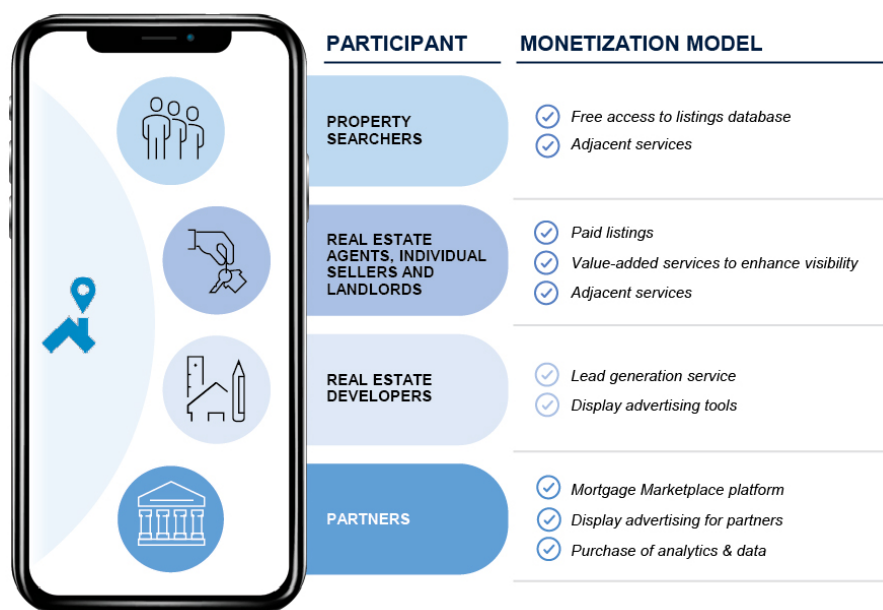 PARTICIPANT
MONETIZATION MODEL
PROPERTY
SEARCHERS
Free access to listings database
Adjacent services
REAL ESTATE
AGENTS, INDIVIDUAL
SELLERS AND
LANDLORDS
Paid listings
Value-added services to enhance visibility
Adjacent services
REAL ESTATE
DEVELOPERS
Lead generation service
Display advertising tools
PARTNERS
Mortgage Marketplace platform
Display advertising for partners
Purchase of analytics & data